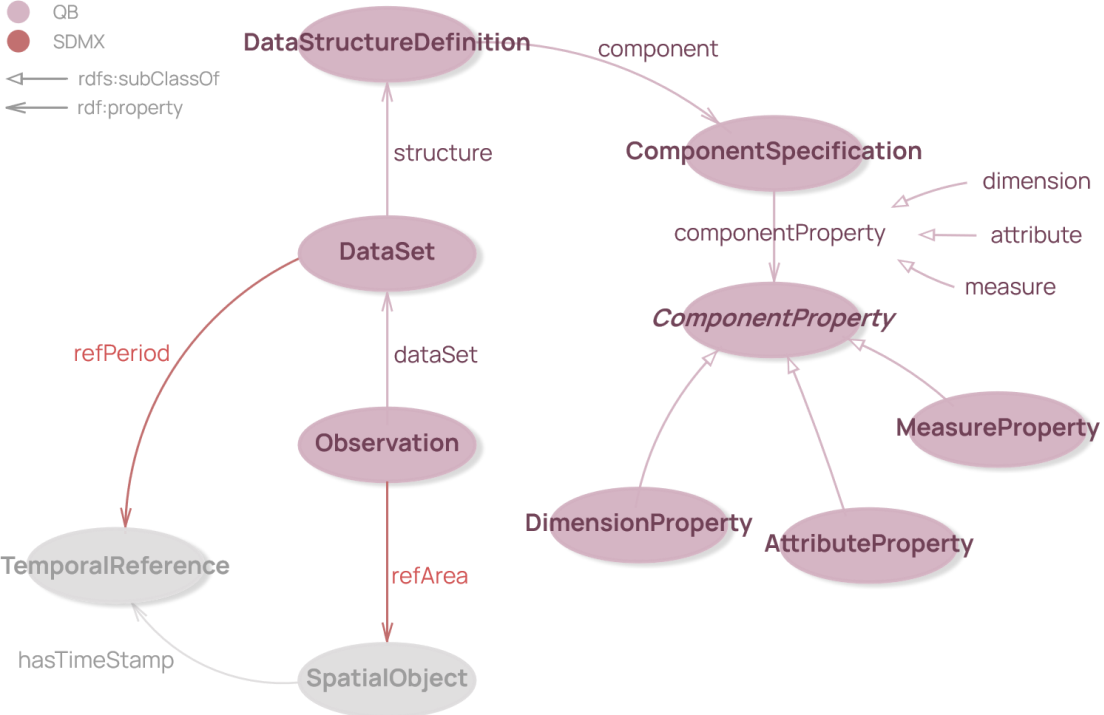 QB
SDMX
rdfs:subClassOf
rdf:property
DataStructureDefinition
component
structure
ComponentSpecification
dimension
componentProperty
attribute
DataSet
measure
ComponentProperty
refPeriod
dataSet
Observation
MeasureProperty
DimensionProperty
AttributeProperty
TemporalReference
refArea
hasTimeStamp
SpatialObject